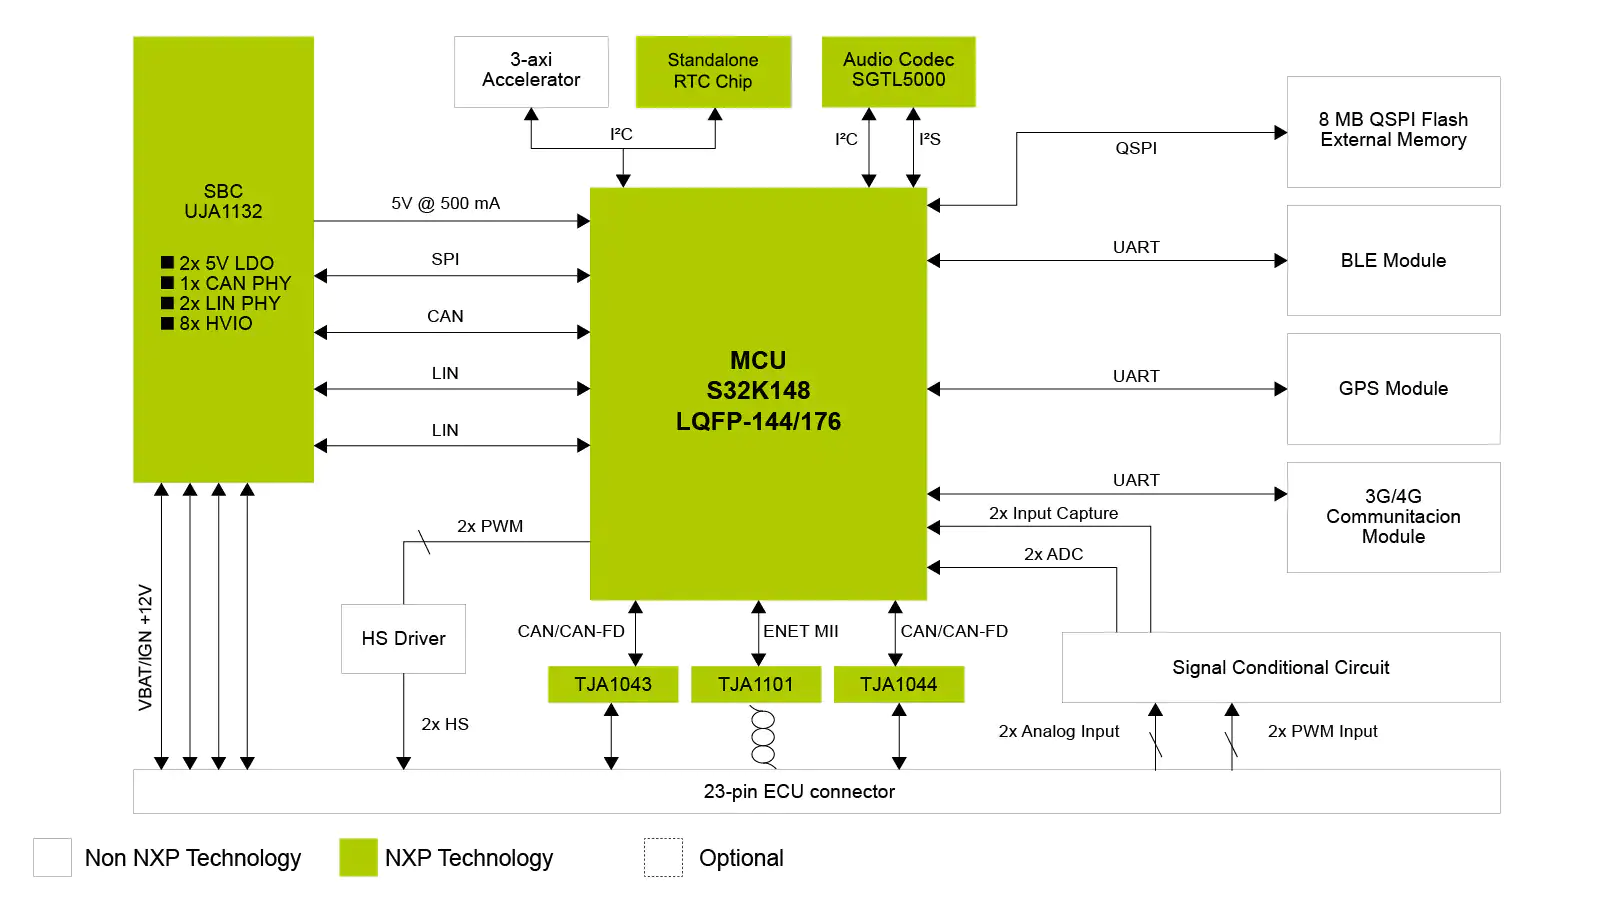 3-axi
Accelerator
Standalone
RTC Chip
Audio Codec
SGTL5000
I²C
I²C
I²S
QSPI
8 MB QSPI Flash
External Memory
SBC
UJA1132
2x 5V LDO
1x CAN PHY
2x LIN PHY
8x HVIO
5V @ 500 mA
SPI
CAN
LIN
LIN
MCU
S32K148
LQFP-144/176
UART
BLE Module
UART
GPS Module
UART
3G/4G
Communitacion
Module
2x Input Capture
2x ADC
2x PWM
HS Driver
2x HS
VBAT/IGN +12V
CAN/CAN-FD
ENET MII
CAN/CAN-FD
TJA1043
TJA1101
TJA1044
Signal Conditional Circuit
2x Analog Input
2x PWM Input
23-pin ECU connector
Non NXP Technology
NXP Technology
Optional